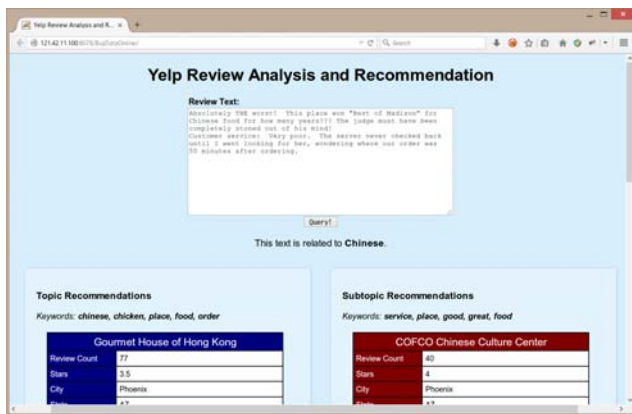 Yelp Review Analysis and R...
121.42.11.100:8076/BigDataOnline/
Search
Yelp Review Analysis and Recommendation
Review Text:
Absolutely THE worst! This place won "Best of Madison" for
Chinese food for how many years??? The judge must have been
completely stoned out of his mind!
Customer service: Very poor. The server never checked back
until I went looking for her, wondering where our order was
50 minutes after ordering.
Query!
This text is related to Chinese.
Topic Recommendations
Keywords: chinese, chicken, place, food, order
Gourmet House of Hong Kong
Review Count 77
Stars 3.5
City Phoenix
State AZ
Subtopic Recommendations
Keywords: service, place, good, great, food
COFCO Chinese Culture Center
Review Count 40
Stars 4
City Phoenix
State AZ